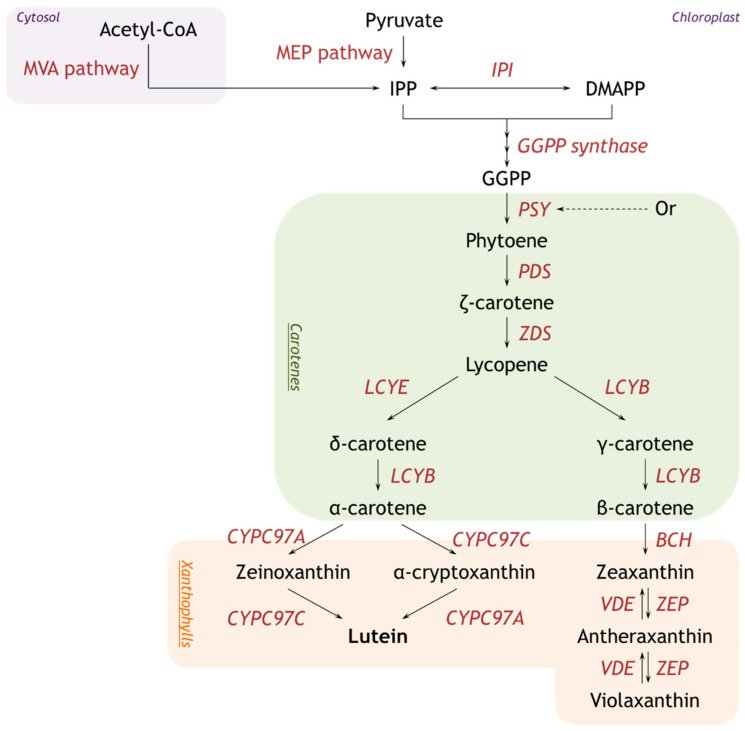 Cytosol
Acetyl-CoA
Pyruvate
Chloroplast
MVA pathway
MEP pathway
IPP
IPI
DMAPP
GGPP synthase
GGPP
PSY
Or
Phytoene
PDS
ζ-carotene
ZDS
Carotenes
Lycopene
LCYE
LCYB
δ-carotene
γ-carotene
LCYB
LCYB
α-carotene
β-carotene
CYPC97A
CYPC97C
BCH
Xanthophylls
Zeinoxanthin
α-cryptoxanthin
Zeaxanthin
CYPC97C
CYPC97A
VDE
ZEP
Lutein
Antheraxanthin
VDE
ZEP
Violaxanthin